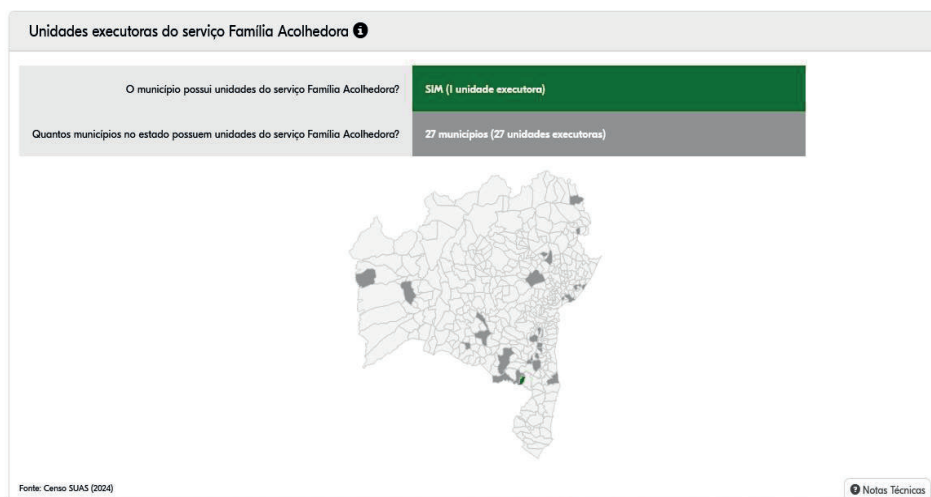 Unidades executoras do serviço Família Acolhedora
O município possui unidades do serviço Família Acolhedora? SIM (1 unidade executora)
Quantos municípios no estado possuem unidades do serviço Família Acolhedora? 27 municípios (27 unidades executoras)
Fonte: Censo SUAS (2024)
Notas Técnicas